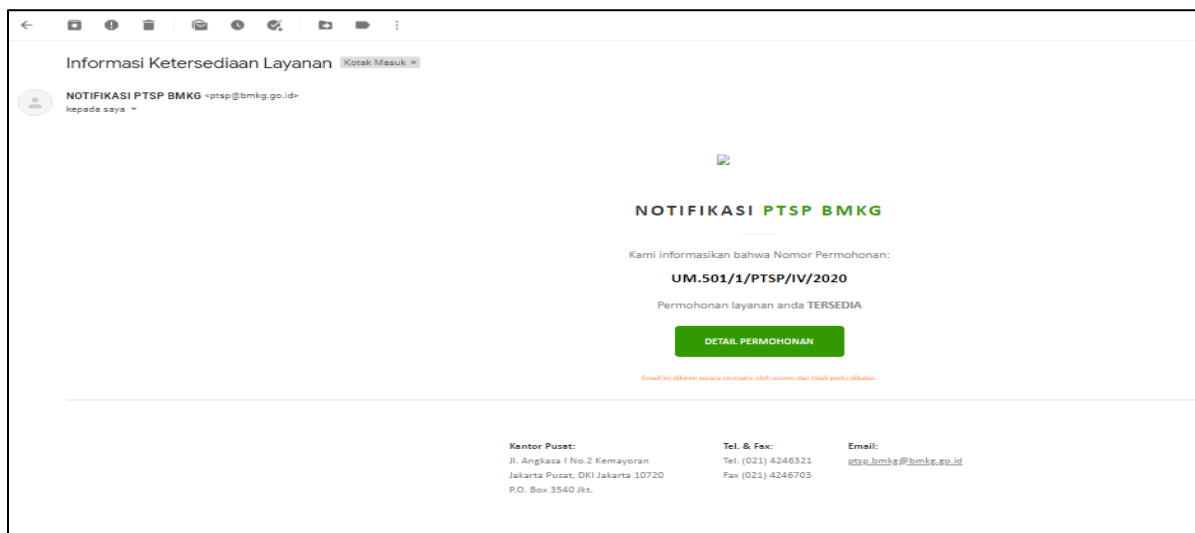 Informasi Ketersediaan Layanan Kotak Masuk ×
NOTIFIKASI PTSP BMKG <ptsp@bmkg.go.id>
kepada saya
NOTIFIKASI PTSP BMKG
Kami informasikan bahwa Nomor Permohonan:
UM.501/1/PTSP/IV/2020
Permohonan layanan anda TERSEDIA
DETAIL PERMOHONAN
Email ini dikirim secara otomatis oleh sistem dan tidak perlu dibalas.
Kantor Pusat:
Jl. Angkasa I No.2 Kemayoran
Jakarta Pusat, DKI Jakarta 10720
P.O. Box 3540 Jkt.
Tel. & Fax:
Tel. (021) 4246321
Fax (021) 4246703
Email:
ptsp.bmkg@bmkg.go.id